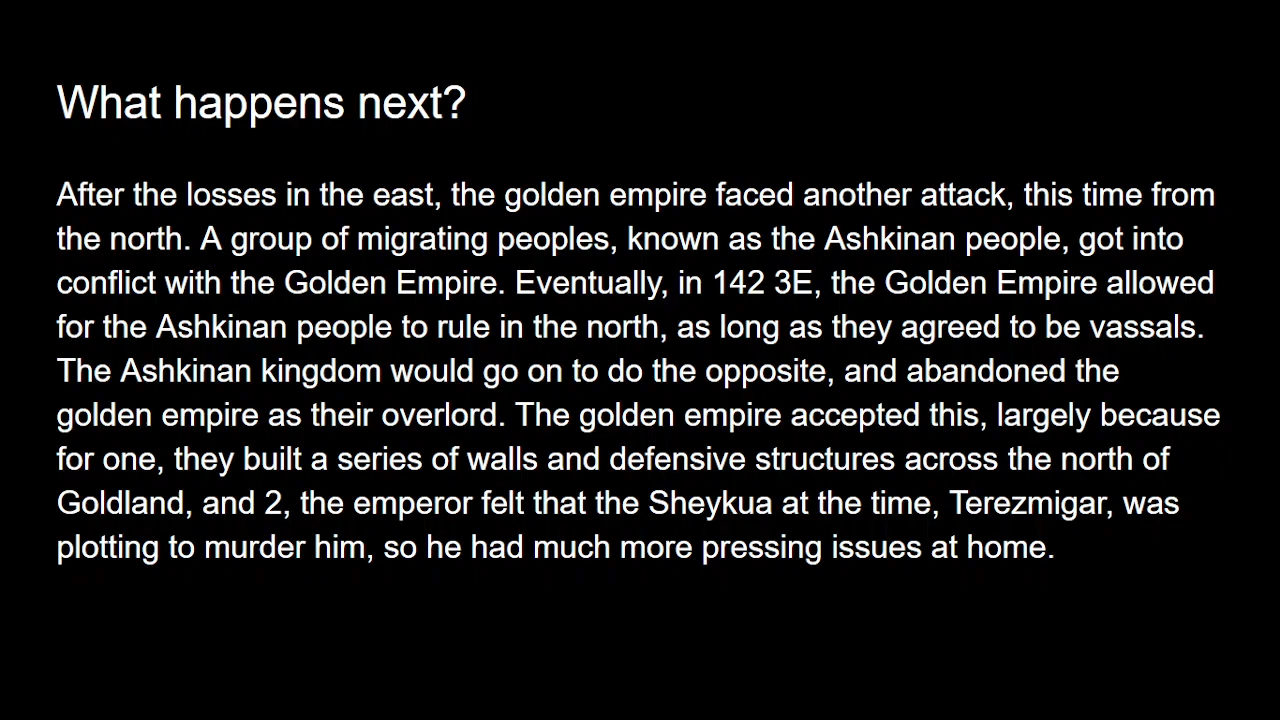 What happens next?
After the losses in the east, the golden empire faced another attack, this time from
the north. A group of migrating peoples, known as the Ashkinan people, got into
conflict with the Golden Empire. Eventually, in 142 3E, the Golden Empire allowed
for the Ashkinan people to rule in the north, as long as they agreed to be vassals.
The Ashkinan kingdom would go on to do the opposite, and abandoned the
golden empire as their overlord. The golden empire accepted this, largely because
for one, they built a series of walls and defensive structures across the north of
Goldland, and 2, the emperor felt that the Sheykua at the time, Terezmigar, was
plotting to murder him, so he had much more pressing issues at home.